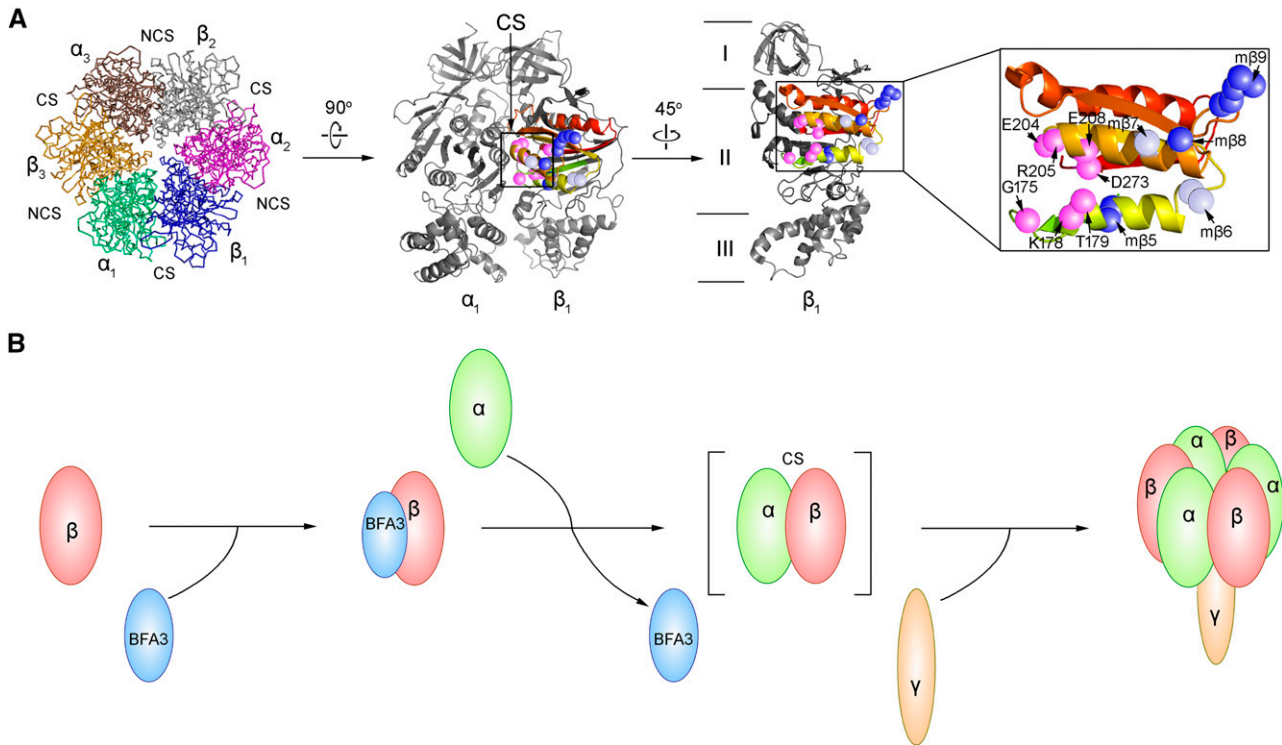 A
α3
NCS
β2
CS
CS
α2
β3
NCS
NCS
α1
CS
β1
90°
CS
α1
β1
45°
I
II
III
β1
mβ9
E204
E208
mβ7
mβ8
R205
D273
G175
K178
T179
mβ5
mβ6
B
β
BFA3
BFA3
β
α
BFA3
CS
α
β
γ
α
β
β
α
α
β
γ